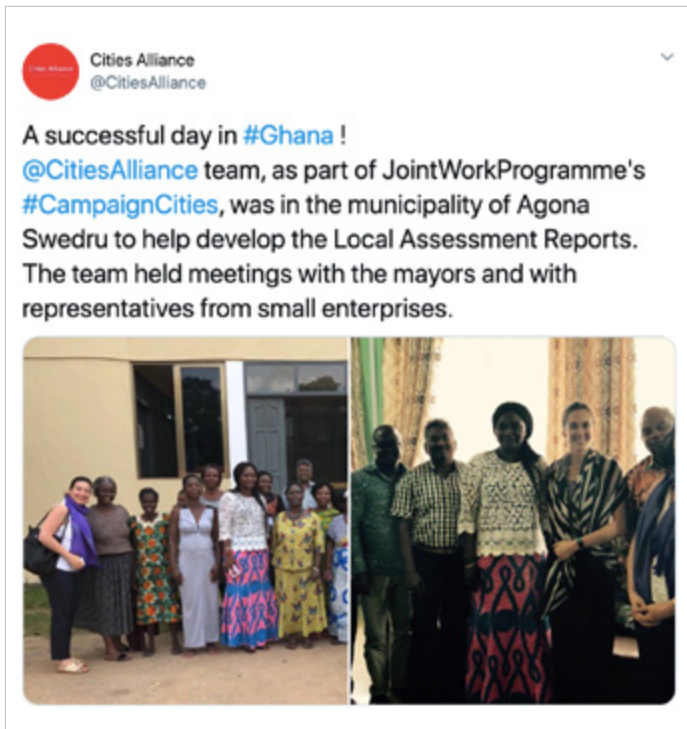 Cities Alliance
@CitiesAlliance
A successful day in #Ghana !
@CitiesAlliance team, as part of JointWorkProgramme's
#CampaignCities, was in the municipality of Agona
Swedru to help develop the Local Assessment Reports.
The team held meetings with the mayors and with
representatives from small enterprises.